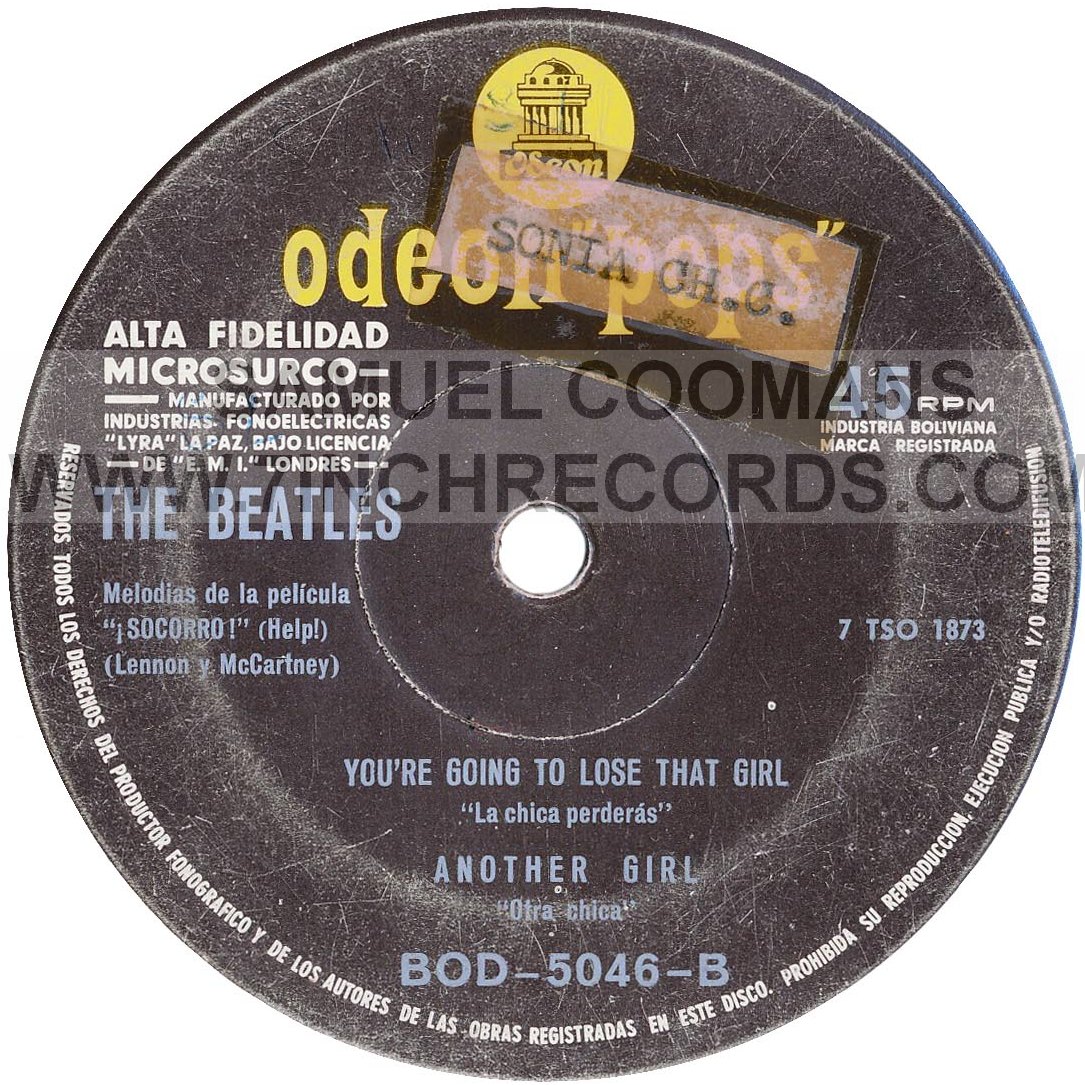 Odeon
odeon "pops"
SONIA CH.C.
ALTA FIDELIDAD
MICROSURCO—
— MANUFACTURADO POR
INDUSTRIAS FONOELECTRICAS
"LYRA" LA PAZ, BAJO LICENCIA
— DE "E. M. I." LONDRES —
45 RPM
INDUSTRIA BOLIVIANA
MARCA REGISTRADA
SAMUEL COOMANS
WWW.7INCHRECORDS.COM
THE BEATLES
Melodías de la película
"¡SOCORRO!" (Help!)
(Lennon y McCartney)
7 TSO 1873
YOU'RE GOING TO LOSE THAT GIRL
"La chica perderás"
ANOTHER GIRL
"Otra chica"
BOD-5046-B
RESERVADOS TODOS LOS DERECHOS DEL PRODUCTOR FONOGRAFICO Y DE LOS AUTORES DE LAS OBRAS REGISTRADAS EN ESTE DISCO. PROHIBIDA SU REPRODUCCION, EJECUCION PUBLICA Y/O RADIOTELEDIFUSION